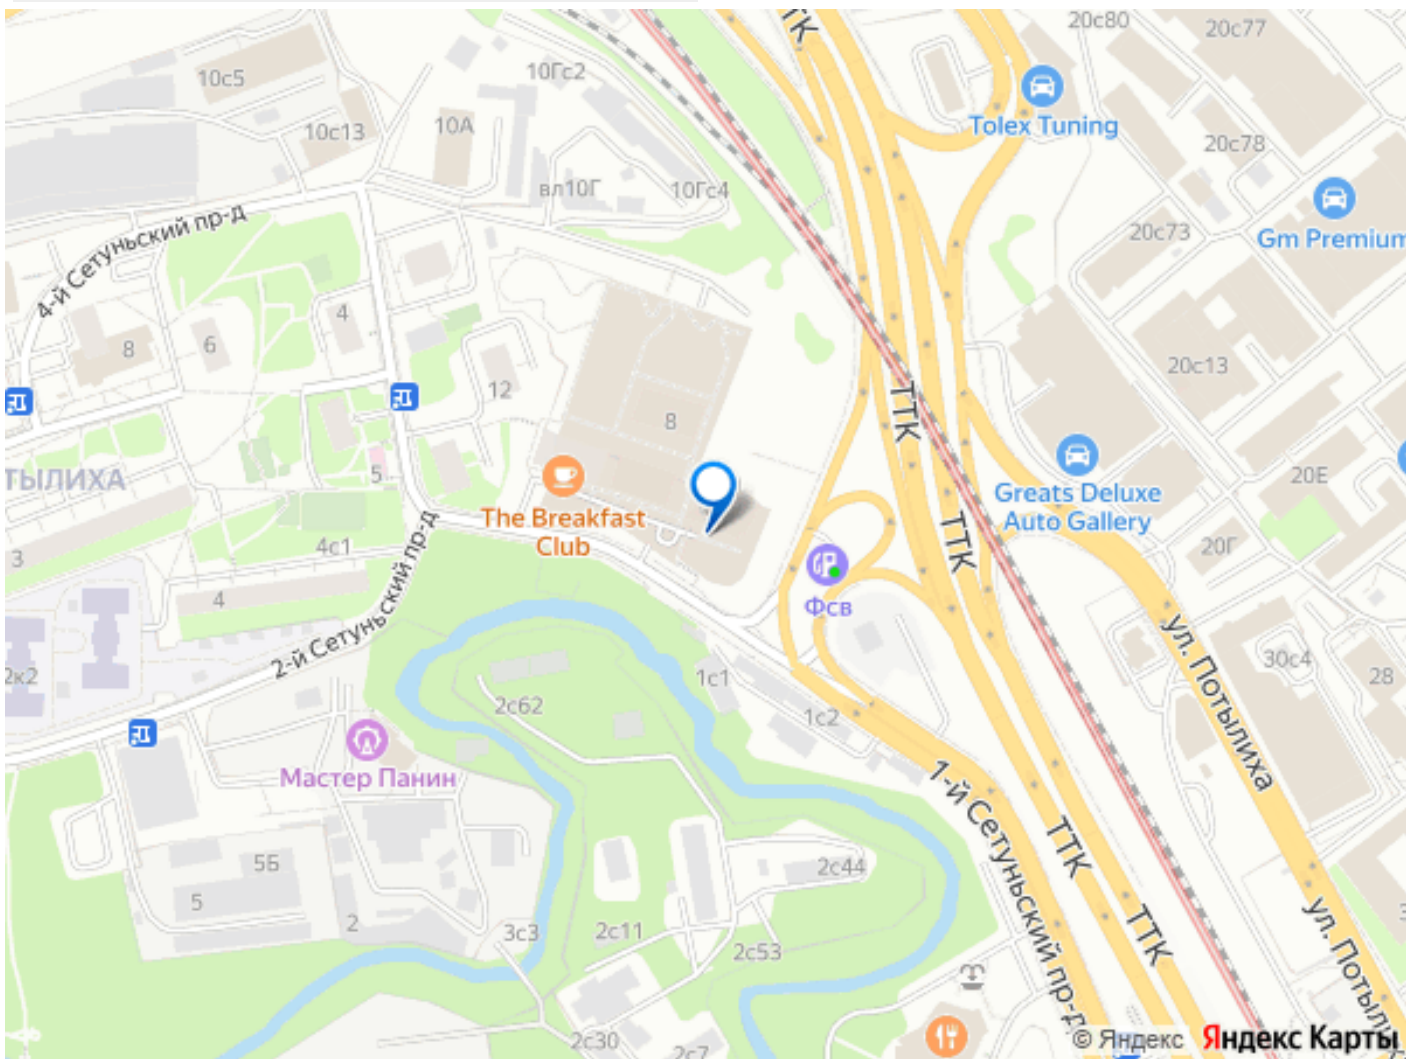 ТТК
20с80
20с77
10с5
10Гс2
Tolex Tuning
10с13
10А
20с78
вл10Г
10Гс4
4-й Сетуньский пр-д
20с73
Gm Premium
4
6
8
20с13
12
ТТК
8
ТЫЛИХА
5
20Е
The Breakfast
Club
Greats Deluxe
Auto Gallery
ТТК
3
4с1
2-й Сетуньский пр-д
20Г
4
Фсв
ул. Потылиха
2к2
1с1
30с4
28
2с62
1с2
Мастер Панин
1-й Сетуньский пр-д
ТТК
5Б
2с44
5
2
3с3
2с11
2с53
ТТК
ул. Потыли
2с30
2с7
© Яндекс Яндекс Карты